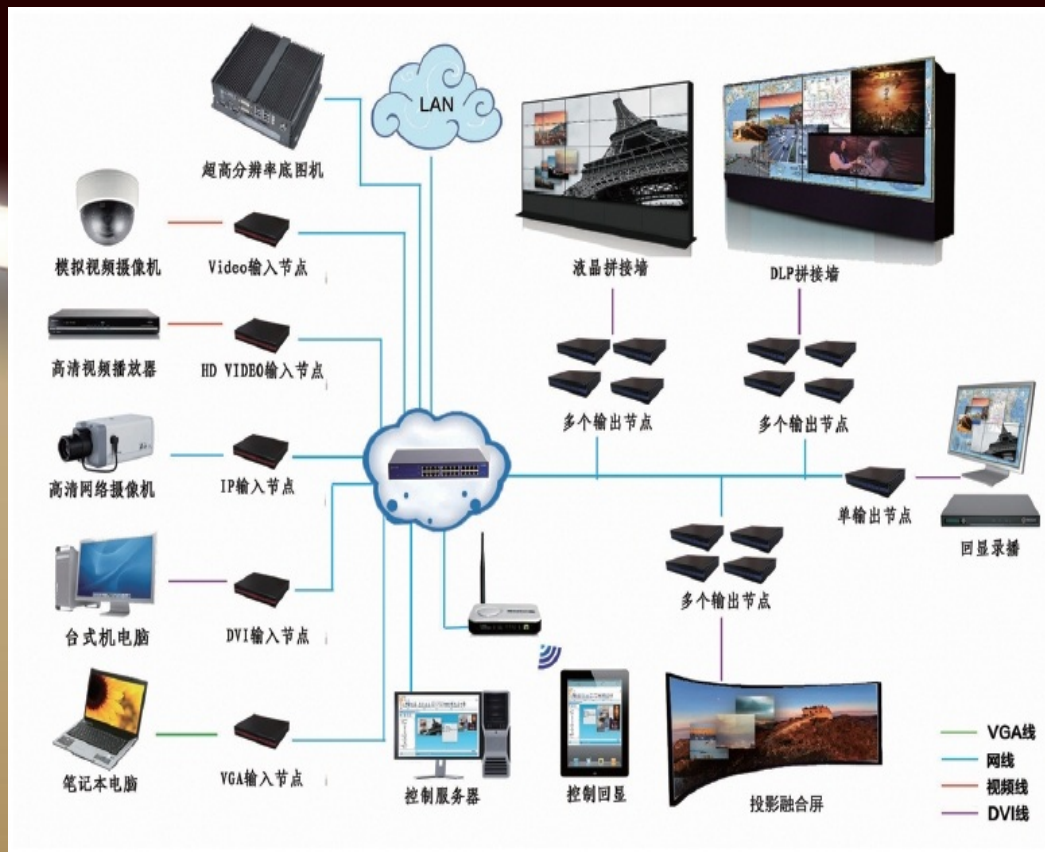 LAN
超高分辨率底图机
模拟视频摄像机
Video输入节点
液晶拼接墙
DLP拼接墙
高清视频播放器
HD VIDEO输入节点
多个输出节点
多个输出节点
高清网络摄像机
IP输入节点
单输出节点
回显录播
多个输出节点
台式机电脑
DVI输入节点
笔记本电脑
VGA输入节点
控制服务器
控制回显
投影融合屏
VGA线
网线
视频线
DVI线